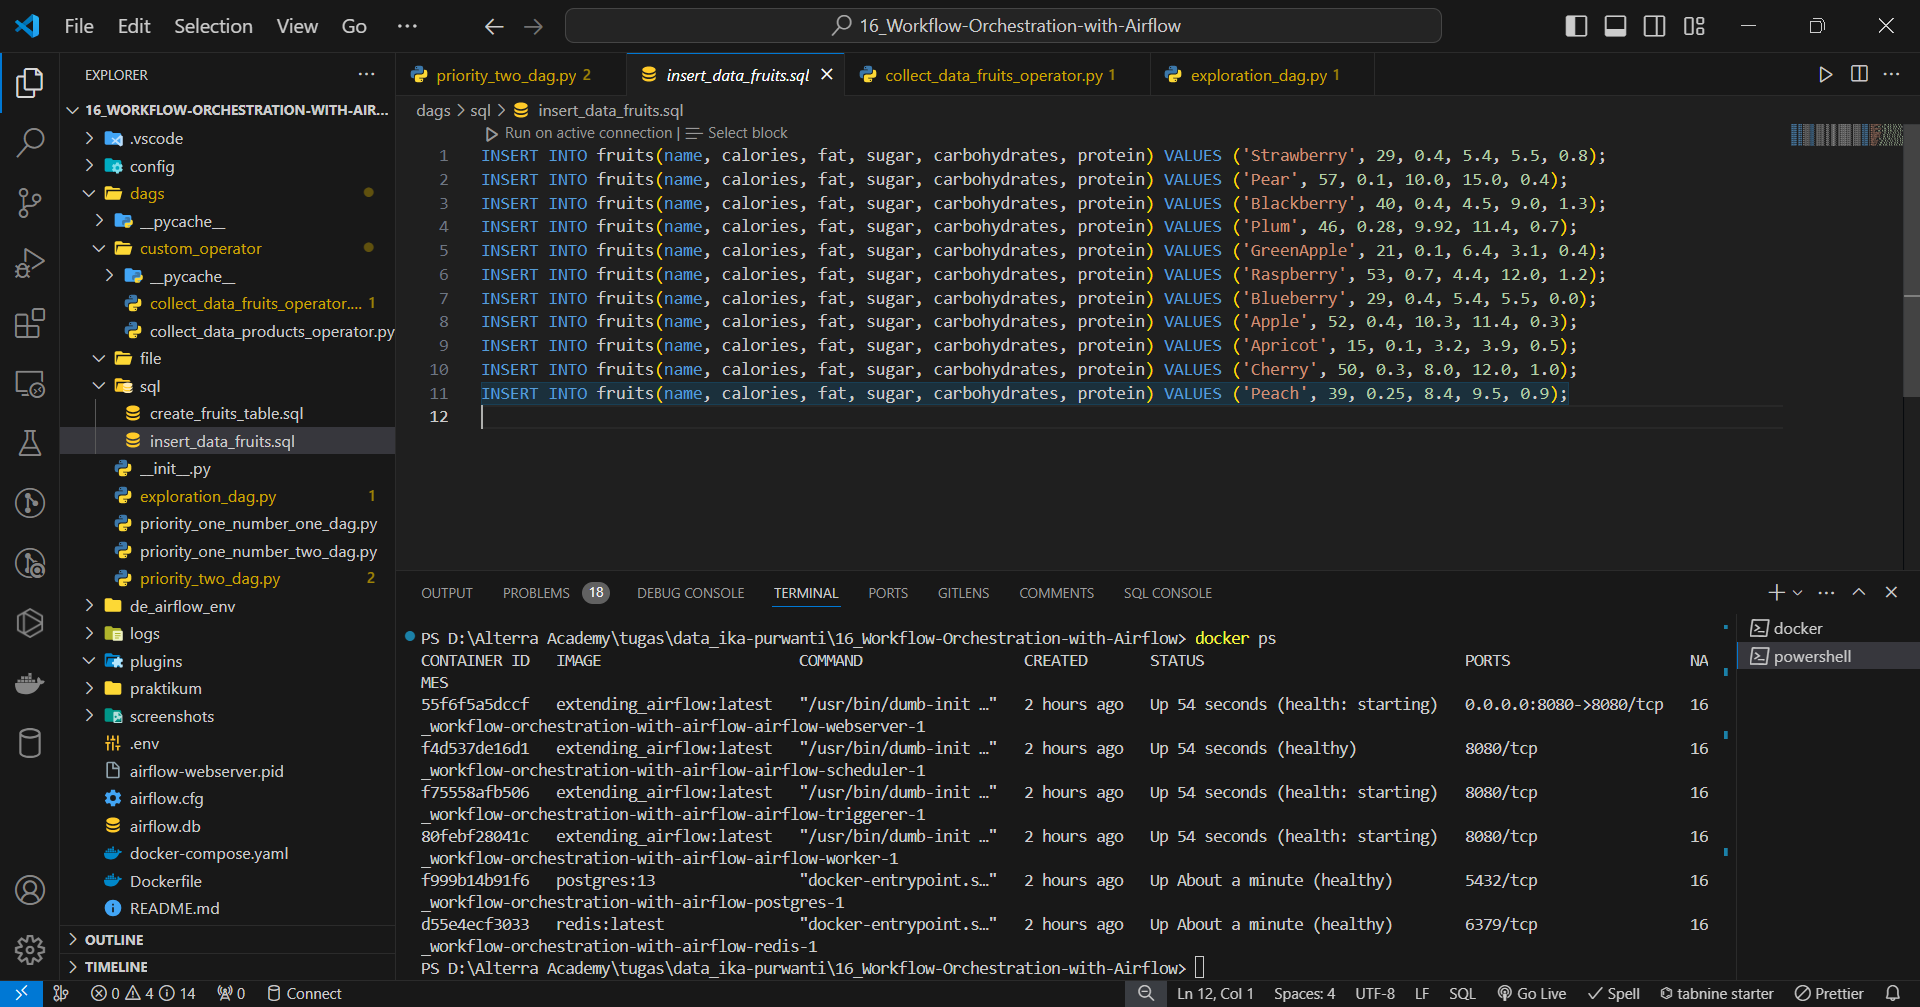 File Edit Selection View Go ··· 16_Workflow-Orchestration-with-Airflow
EXPLORER ···
16_WORKFLOW-ORCHESTRATION-WITH-AIR...
.vscode
config
dags
__pycache__
custom_operator
__pycache__
collect_data_fruits_operator.... 1
collect_data_products_operator.py
file
sql
create_fruits_table.sql
insert_data_fruits.sql
__init__.py
exploration_dag.py 1
priority_one_number_one_dag.py
priority_one_number_two_dag.py
priority_two_dag.py 2
de_airflow_env
logs
plugins
praktikum
screenshots
.env
airflow-webserver.pid
airflow.cfg
airflow.db
docker-compose.yaml
Dockerfile
README.md
OUTLINE
TIMELINE
priority_two_dag.py 2 insert_data_fruits.sql collect_data_fruits_operator.py 1 exploration_dag.py 1
dags > sql > insert_data_fruits.sql
Run on active connection | Select block
1 INSERT INTO fruits(name, calories, fat, sugar, carbohydrates, protein) VALUES ('Strawberry', 29, 0.4, 5.4, 5.5, 0.8);
2 INSERT INTO fruits(name, calories, fat, sugar, carbohydrates, protein) VALUES ('Pear', 57, 0.1, 10.0, 15.0, 0.4);
3 INSERT INTO fruits(name, calories, fat, sugar, carbohydrates, protein) VALUES ('Blackberry', 40, 0.4, 4.5, 9.0, 1.3);
4 INSERT INTO fruits(name, calories, fat, sugar, carbohydrates, protein) VALUES ('Plum', 46, 0.28, 9.92, 11.4, 0.7);
5 INSERT INTO fruits(name, calories, fat, sugar, carbohydrates, protein) VALUES ('GreenApple', 21, 0.1, 6.4, 3.1, 0.4);
6 INSERT INTO fruits(name, calories, fat, sugar, carbohydrates, protein) VALUES ('Raspberry', 53, 0.7, 4.4, 12.0, 1.2);
7 INSERT INTO fruits(name, calories, fat, sugar, carbohydrates, protein) VALUES ('Blueberry', 29, 0.4, 5.4, 5.5, 0.0);
8 INSERT INTO fruits(name, calories, fat, sugar, carbohydrates, protein) VALUES ('Apple', 52, 0.4, 10.3, 11.4, 0.3);
9 INSERT INTO fruits(name, calories, fat, sugar, carbohydrates, protein) VALUES ('Apricot', 15, 0.1, 3.2, 3.9, 0.5);
10 INSERT INTO fruits(name, calories, fat, sugar, carbohydrates, protein) VALUES ('Cherry', 50, 0.3, 8.0, 12.0, 1.0);
11 INSERT INTO fruits(name, calories, fat, sugar, carbohydrates, protein) VALUES ('Peach', 39, 0.25, 8.4, 9.5, 0.9);
12
OUTPUT PROBLEMS 18 DEBUG CONSOLE TERMINAL PORTS GITLENS COMMENTS SQL CONSOLE
PS D:\Alterra Academy\tugas\data_ika-purwanti\16_Workflow-Orchestration-with-Airflow> docker ps
CONTAINER ID IMAGE COMMAND CREATED STATUS PORTS NA
MES
55f6f5a5dccf extending_airflow:latest "/usr/bin/dumb-init …" 2 hours ago Up 54 seconds (health: starting) 0.0.0.0:8080->8080/tcp 16
_workflow-orchestration-with-airflow-airflow-webserver-1
f4d537de16d1 extending_airflow:latest "/usr/bin/dumb-init …" 2 hours ago Up 54 seconds (healthy) 8080/tcp 16
_workflow-orchestration-with-airflow-airflow-scheduler-1
f75558afb506 extending_airflow:latest "/usr/bin/dumb-init …" 2 hours ago Up 54 seconds (health: starting) 8080/tcp 16
_workflow-orchestration-with-airflow-airflow-triggerer-1
80febf28041c extending_airflow:latest "/usr/bin/dumb-init …" 2 hours ago Up 54 seconds (health: starting) 8080/tcp 16
_workflow-orchestration-with-airflow-airflow-worker-1
f999b14b91f6 postgres:13 "docker-entrypoint.s…" 2 hours ago Up About a minute (healthy) 5432/tcp 16
_workflow-orchestration-with-airflow-postgres-1
d55e4ecf3033 redis:latest "docker-entrypoint.s…" 2 hours ago Up About a minute (healthy) 6379/tcp 16
_workflow-orchestration-with-airflow-redis-1
PS D:\Alterra Academy\tugas\data_ika-purwanti\16_Workflow-Orchestration-with-Airflow>
docker
powershell
0 4 14 0 Connect Ln 12, Col 1 Spaces: 4 UTF-8 LF SQL Go Live Spell tabnine starter Prettier